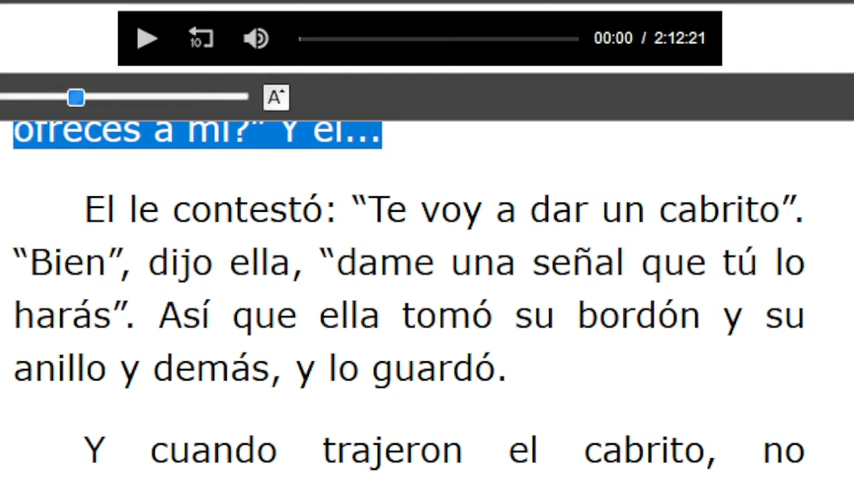 10
00:00 / 2:12:21
A
ofreces a mí?” Y él...
El le contestó: “Te voy a dar un cabrito”.
“Bien”, dijo ella, “dame una señal que tú lo
harás”. Así que ella tomó su bordón y su
anillo y demás, y lo guardó.
Y cuando trajeron el cabrito, no